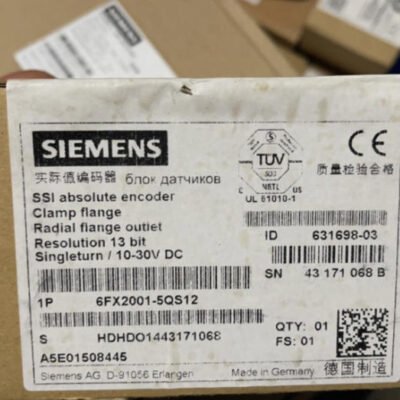 SIEMENS
实际值编码器 блок датчиков
SSI absolute encoder
Clamp flange
Radial flange outlet
Resolution 13 bit
Singleturn / 10-30V DC
TÜV
C NRTL US
UL 61010-1
CE
质量检验合格
ID 631698-03
SN 43 171 068 B
1P 6FX2001-5QS12
S HDHDO1443171068
QTY: 01
FS: 01
A5E01508445
Siemens AG, D-91056 Erlangen
Made in Germany 德国制造